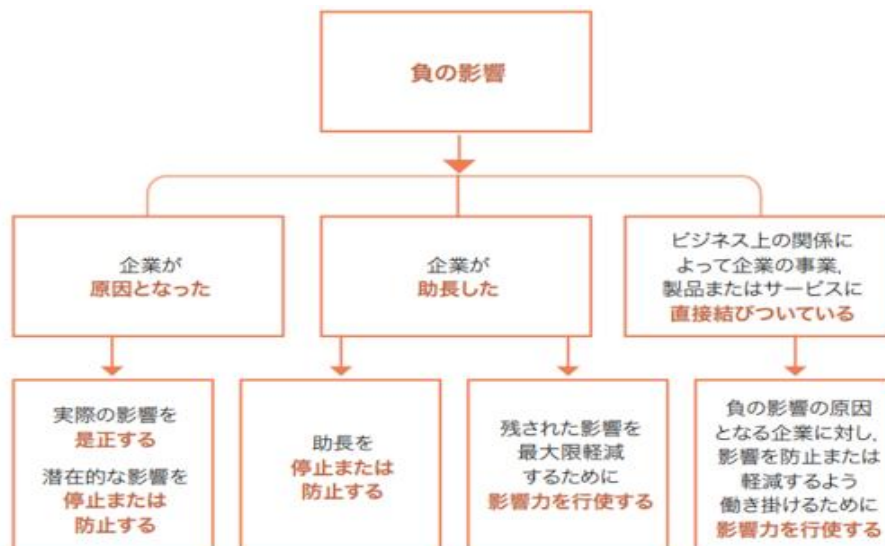 負の影響
企業が
原因となった
企業が
助長した
ビジネス上の関係に
よって企業の事業,
製品またはサービスに
直接結びついている
実際の影響を
是正する
潜在的な影響を
停止または
防止する
助長を
停止または
防止する
残された影響を
最大限軽減
するために
影響力を行使する
負の影響の原因
となる企業に対し,
影響を防止または
軽減するよう
働き掛けるために
影響力を行使する